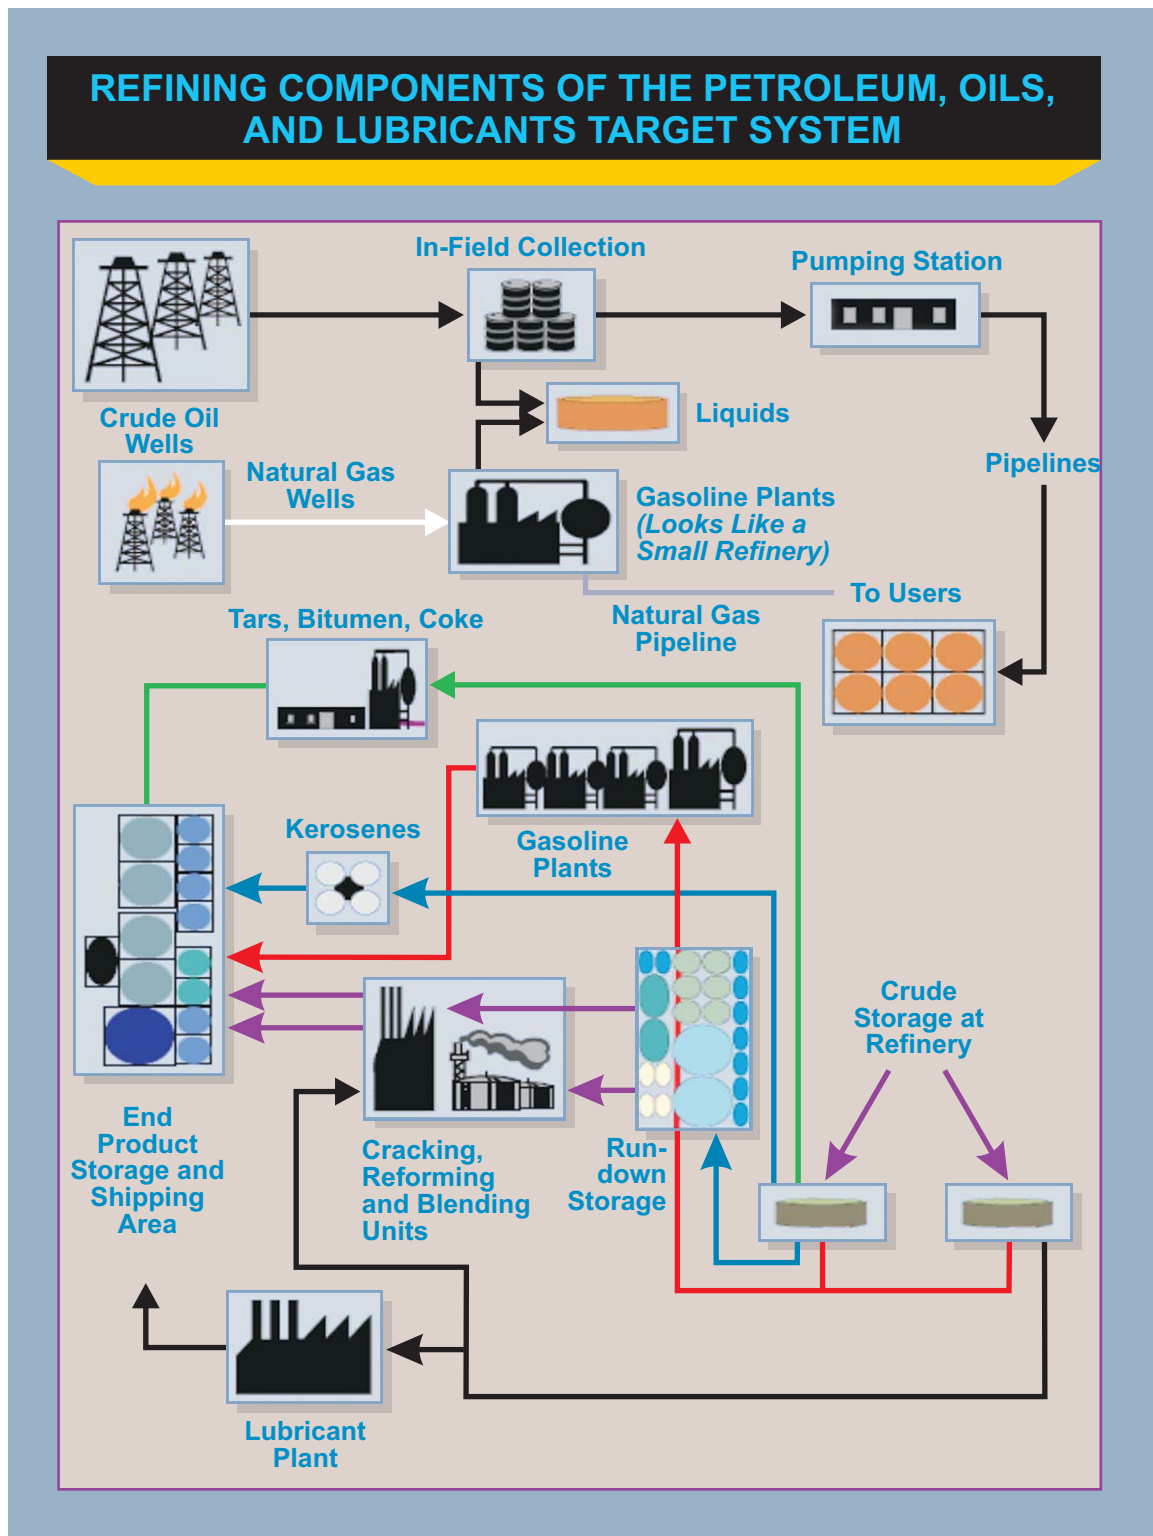 REFINING COMPONENTS OF THE PETROLEUM, OILS,
AND LUBRICANTS TARGET SYSTEM
In-Field Collection
Pumping Station
Crude Oil
Wells
Liquids
Pipelines
Natural Gas
Wells
Gasoline Plants
(Looks Like a
Small Refinery)
To Users
Natural Gas
Pipeline
Tars, Bitumen, Coke
Kerosenes
Gasoline
Plants
Crude
Storage at
Refinery
End
Product
Storage and
Shipping
Area
Cracking,
Reforming
and Blending
Units
Run-
down
Storage
Lubricant
Plant